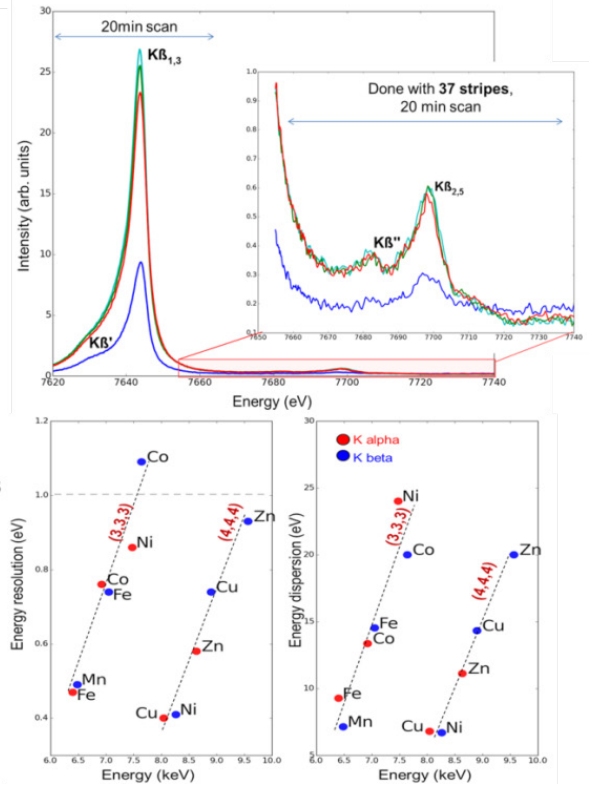 30
25
20
15
10
5
0
Intensity (arb. units)
20min scan
Kß1,3
Kß'
7620
7640
7660
7680
7700
7720
7740
Energy (eV)
1.0
0.9
0.8
0.7
0.6
0.5
0.4
0.3
0.2
0.1
Done with 37 stripes,
20 min scan
Kß2,5
Kß"
7650
7660
7670
7680
7690
7700
7710
7720
7730
7740
1.0
0.8
0.6
0.4
Energy resolution (eV)
Co
(3,3,3)
Ni
Co
Fe
Mn
Fe
Zn
(4,4,4)
Cu
Zn
Cu
Ni
6.0
6.5
7.0
7.5
8.0
8.5
9.0
9.5
10.0
Energy (keV)
30
25
20
15
10
5
Energy dispersion (eV)
K alpha
K beta
Ni
(3,3,3)
Co
Fe
Co
Fe
Mn
Zn
(4,4,4)
Cu
Zn
Cu
Ni
6.0
6.5
7.0
7.5
8.0
8.5
9.0
9.5
10.0
Energy (keV)